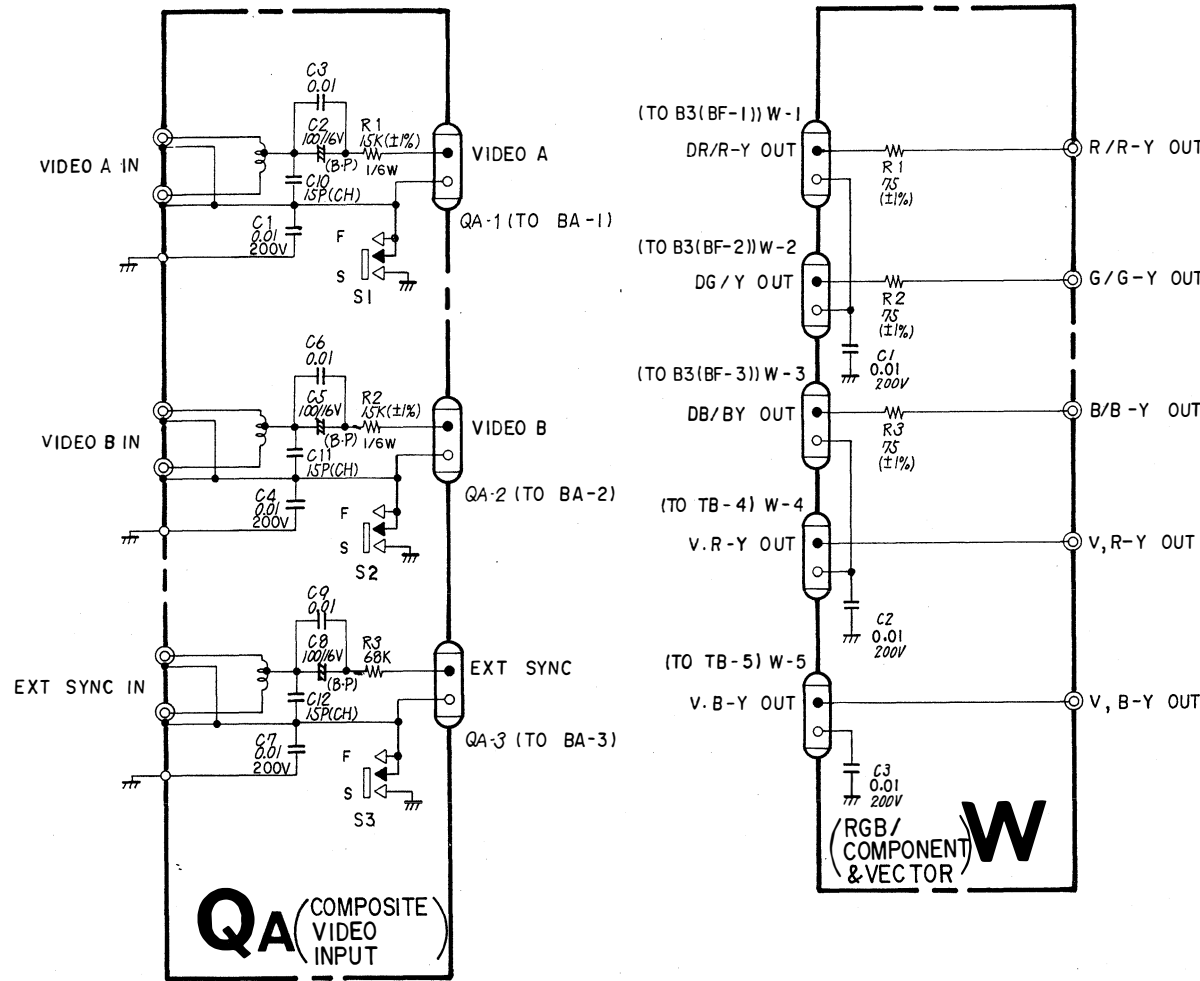 C3
0.01
C2
100/16V
(B·P)
R1
15K(±1%)
1/6W
VIDEO A IN
VIDEO A
C10
15P(CH)
C1
0.01
200V
QA-1 (TO BA-1)
F
S
S1
C6
0.01
C5
100/16V
(B·P)
R2
15K(±1%)
1/6W
VIDEO B IN
VIDEO B
C11
15P(CH)
C4
0.01
200V
QA-2 (TO BA-2)
F
S
S2
C9
0.01
C8
100/16V
(B·P)
R3
68K
EXT SYNC IN
EXT SYNC
C12
15P(CH)
C7
0.01
200V
QA-3 (TO BA-3)
F
S
S3
QA
(COMPOSITE
VIDEO
INPUT)
(TO B3(BF-1)) W-1
DR/R-Y OUT
R1
75
(±1%)
R/R-Y OUT
(TO B3(BF-2)) W-2
DG/Y OUT
R2
75
(±1%)
G/G-Y OUT
C1
0.01
200V
(TO B3(BF-3)) W-3
DB/BY OUT
R3
75
(±1%)
B/B-Y OUT
(TO TB-4) W-4
V.R-Y OUT
V,R-Y OUT
C2
0.01
200V
(TO TB-5) W-5
V.B-Y OUT
V, B-Y OUT
C3
0.01
200V
(RGB/
COMPONENT
&VECTOR)
W